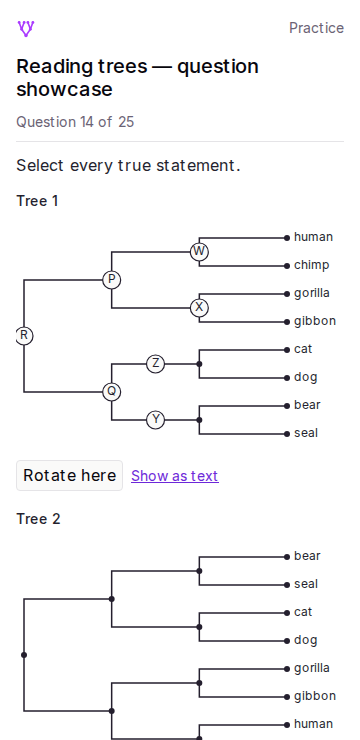 Practice
Reading trees — question
showcase
Question 14 of 25
Select every true statement.
Tree 1
human
W
chimp
P
gorilla
X
gibbon
R
cat
Z
dog
Q
bear
Y
seal
Rotate here Show as text
Tree 2
bear
seal
cat
dog
gorilla
gibbon
human